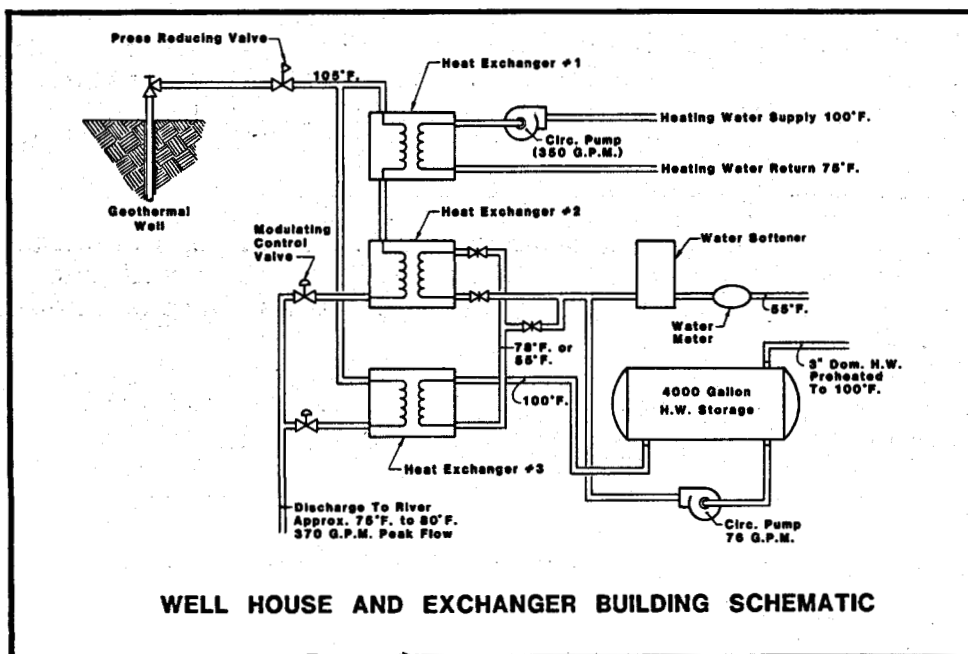 Press Reducing Valve
105°F.
Heat Exchanger #1
Heating Water Supply 100°F.
Circ. Pump
(350 G.P.M.)
Heating Water Return 75°F.
Geothermal
Well
Modulating
Control
Valve
Heat Exchanger #2
Water Softener
55°F.
Water
Meter
78°F. or
55°F.
3" Dom. H.W.
Preheated
To 100°F.
100°F.
4000 Gallon
H.W. Storage
Heat Exchanger #3
Discharge To River
Approx. 75°F. to 80°F.
370 G.P.M. Peak Flow
Circ. Pump
76 G.P.M.
WELL HOUSE AND EXCHANGER BUILDING SCHEMATIC